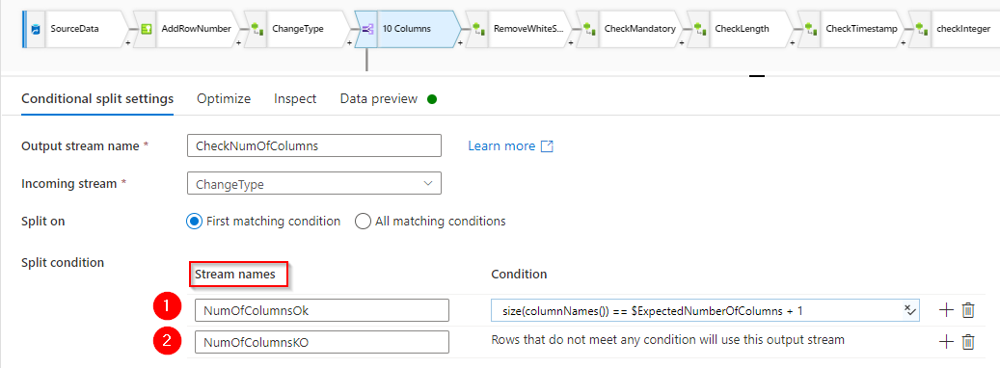 SourceData AddRowNumber ChangeType 10 Columns RemoveWhiteS... CheckMandatory CheckLength CheckTimestamp checkInteger
Conditional split settings Optimize Inspect Data preview
Output stream name * CheckNumOfColumns Learn more
Incoming stream * ChangeType
Split on First matching condition All matching conditions
Split condition
Stream names Condition
1 NumOfColumnsOk size(columnNames()) == $ExpectedNumberOfColumns + 1
2 NumOfColumnsKO Rows that do not meet any condition will use this output stream